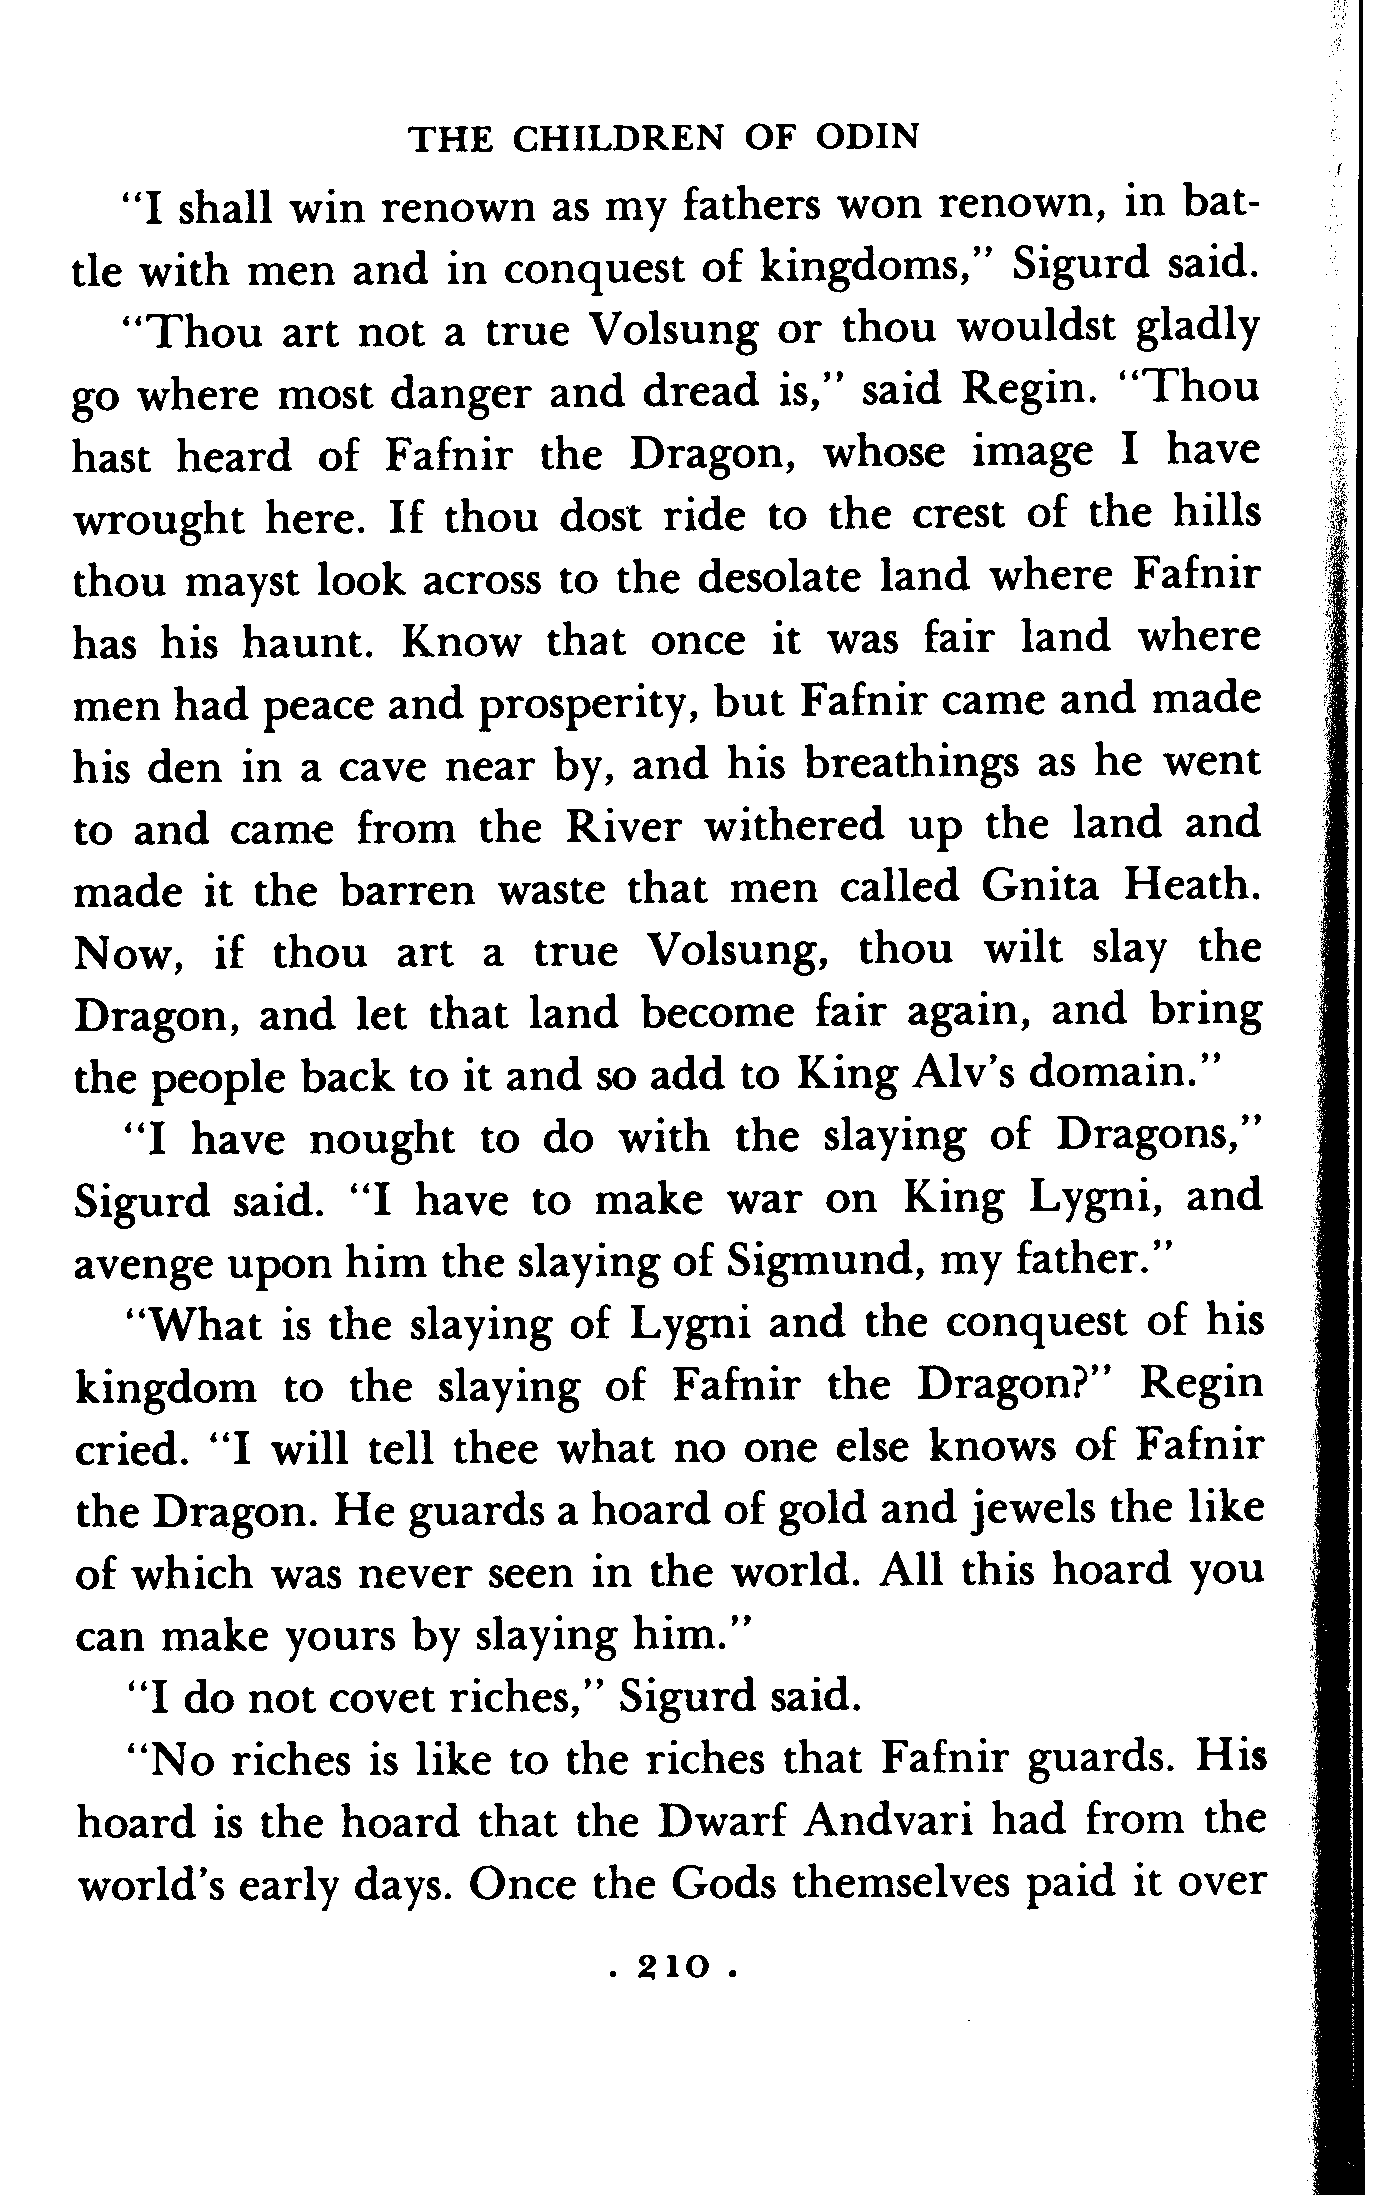 THE CHILDREN OF ODIN
"I shall win renown as my fathers won renown, in bat-
tle with men and in conquest of kingdoms," Sigurd said.
"Thou art not a true Volsung or thou wouldst gladly
go where most danger and dread is," said Regin. "Thou
hast heard of Fafnir the Dragon, whose image I have
wrought here. If thou dost ride to the crest of the hills
thou mayst look across to the desolate land where Fafnir
has his haunt. Know that once it was fair land where
men had peace and prosperity, but Fafnir came and made
his den in a cave near by, and his breathings as he went
to and came from the River withered up the land and
made it the barren waste that men called Gnita Heath.
Now, if thou art a true Volsung, thou wilt slay the
Dragon, and let that land become fair again, and bring
the people back to it and so add to King Alv's domain."
"I have nought to do with the slaying of Dragons,"
Sigurd said. "I have to make war on King Lygni, and
avenge upon him the slaying of Sigmund, my father."
"What is the slaying of Lygni and the conquest of his
kingdom to the slaying of Fafnir the Dragon?" Regin
cried. "I will tell thee what no one else knows of Fafnir
the Dragon. He guards a hoard of gold and jewels the like
of which was never seen in the world. All this hoard you
can make yours by slaying him."
"I do not covet riches," Sigurd said.
"No riches is like to the riches that Fafnir guards. His
hoard is the hoard that the Dwarf Andvari had from the
world's early days. Once the Gods themselves paid it over
. 210 .